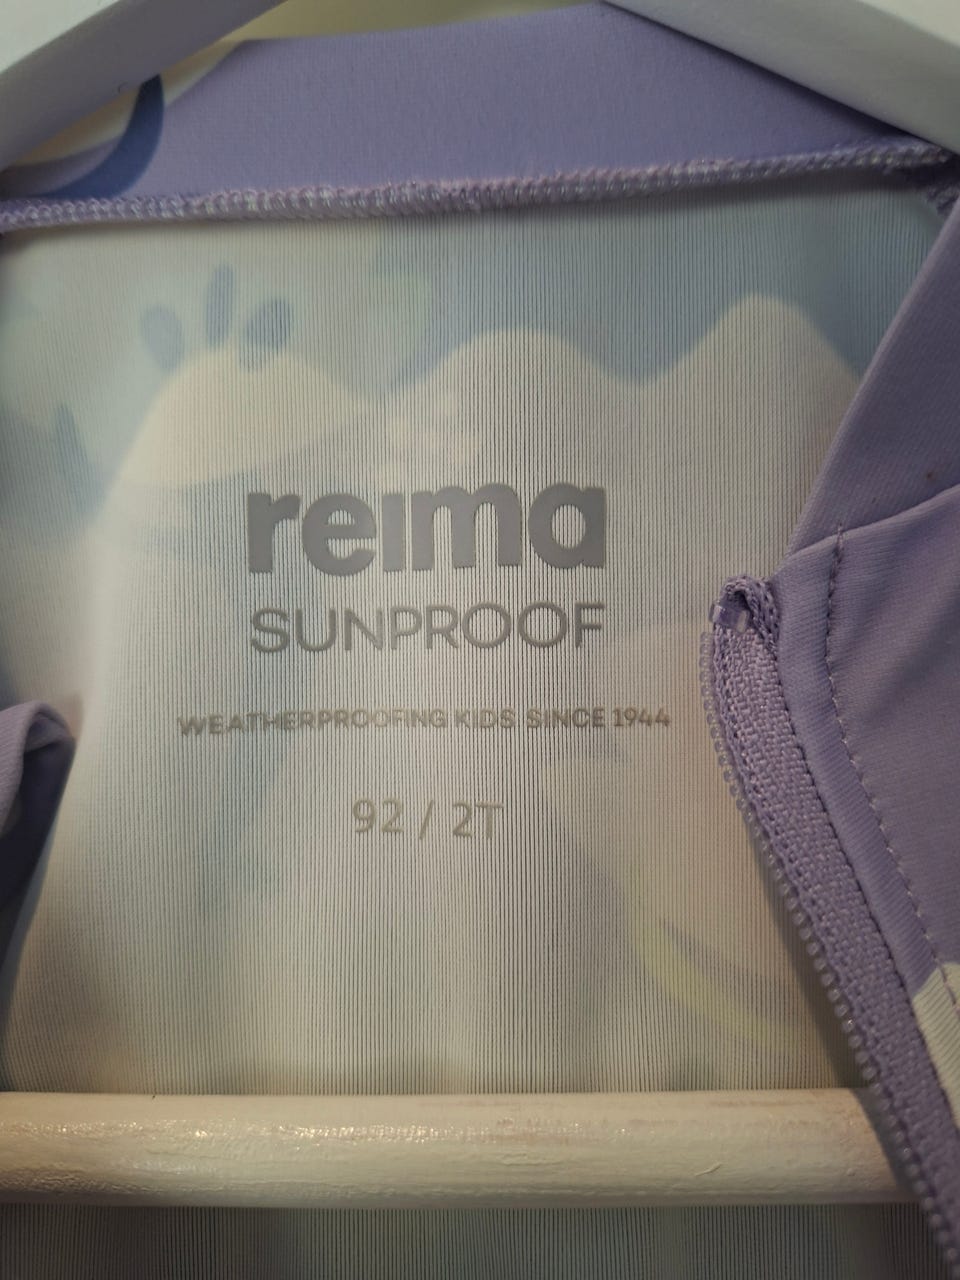 reima
SUNPROOF
WEATHERPROOFING KIDS SINCE 1944
92 / 2T